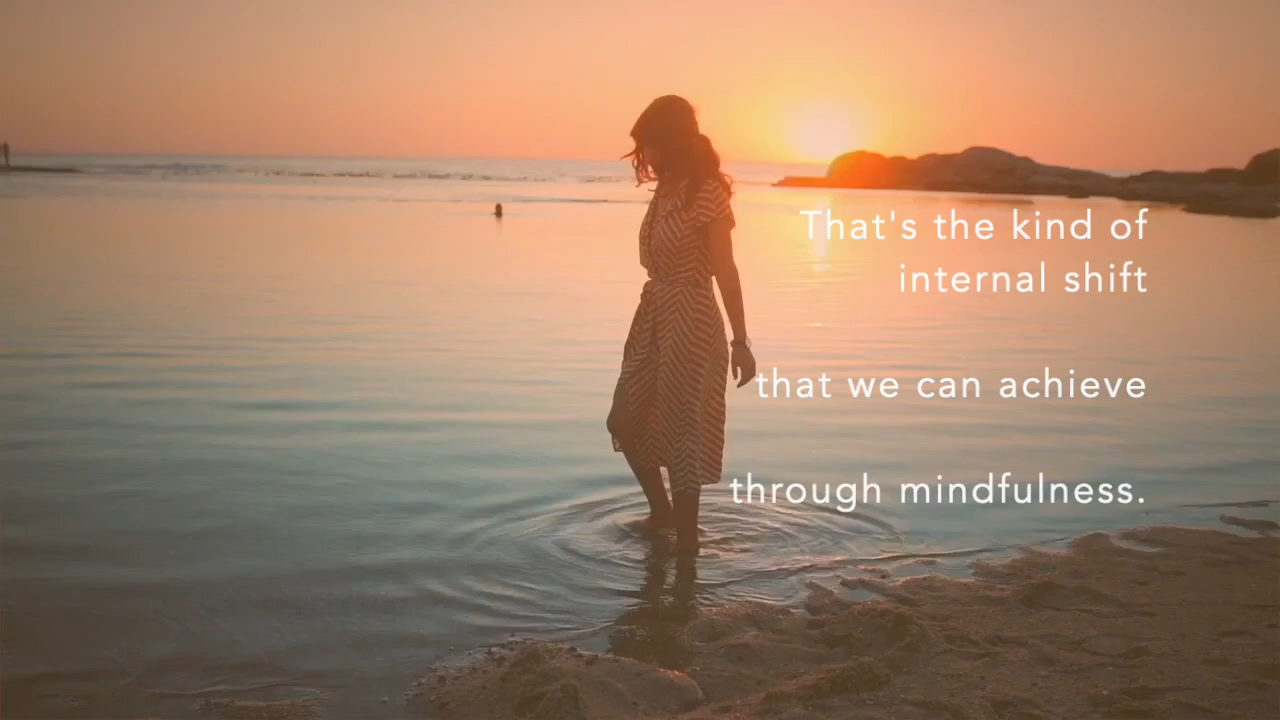 That's the kind of
internal shift
that we can achieve
through mindfulness.